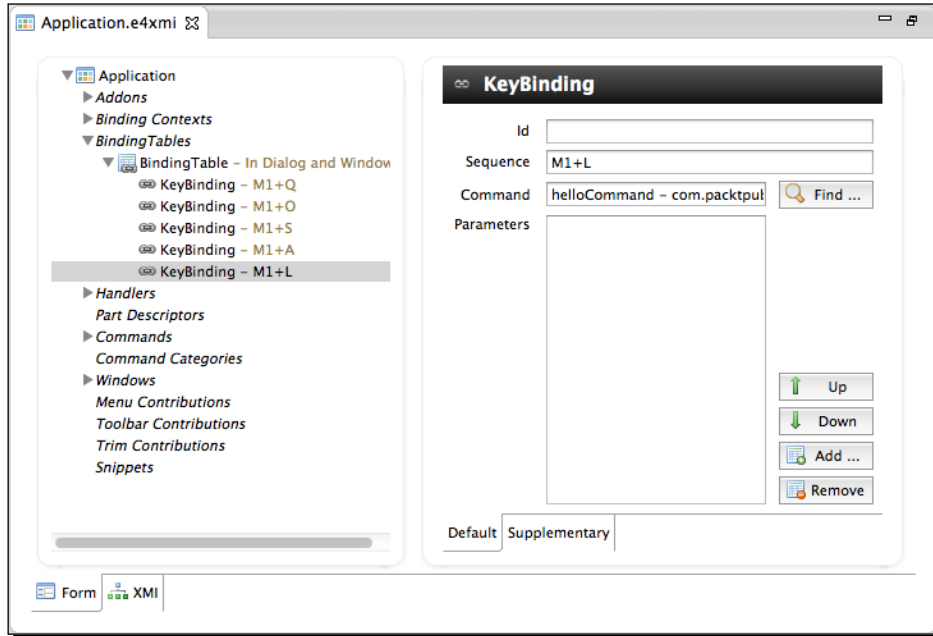 Application.e4xmi
Application
Addons
Binding Contexts
BindingTables
BindingTable – In Dialog and Window
KeyBinding – M1+Q
KeyBinding – M1+O
KeyBinding – M1+S
KeyBinding – M1+A
KeyBinding – M1+L
Handlers
Part Descriptors
Commands
Command Categories
Windows
Menu Contributions
Toolbar Contributions
Trim Contributions
Snippets
KeyBinding
Id
Sequence M1+L
Command helloCommand – com.packtpub Find ...
Parameters
Up
Down
Add ...
Remove
Default Supplementary
Form XMI